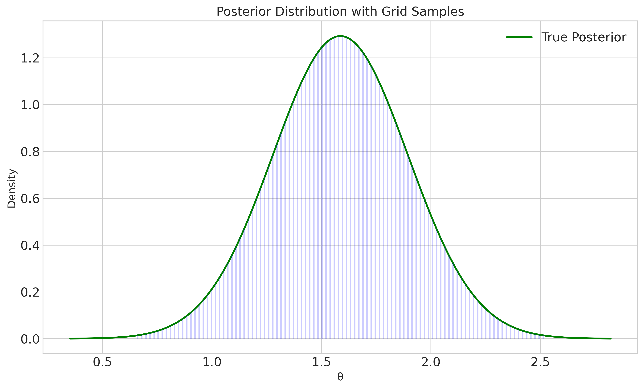 Posterior Distribution with Grid Samples
True Posterior
Density
1.2
1.0
0.8
0.6
0.4
0.2
0.0
0.5 1.0 1.5 2.0 2.5
θ